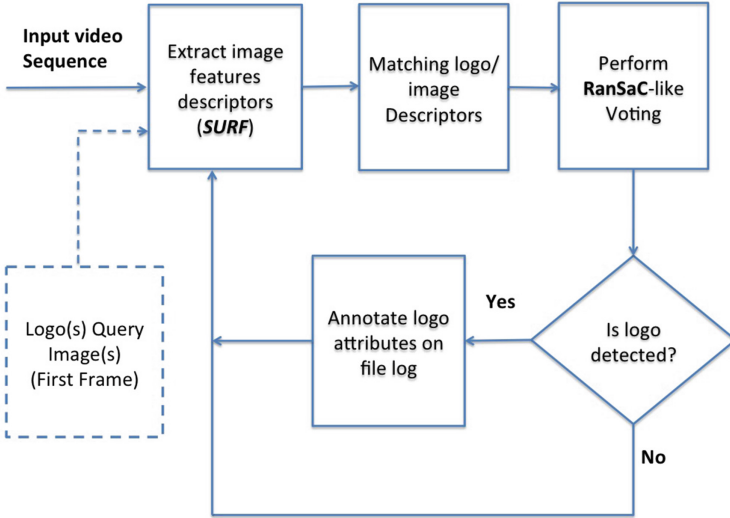 Input video
Sequence
Extract image
features
descriptors
(SURF)
Matching logo/
image
Descriptors
Perform
RanSaC-like
Voting
Logo(s) Query
Image(s)
(First Frame)
Annotate logo
attributes on
file log
Yes
Is logo
detected?
No